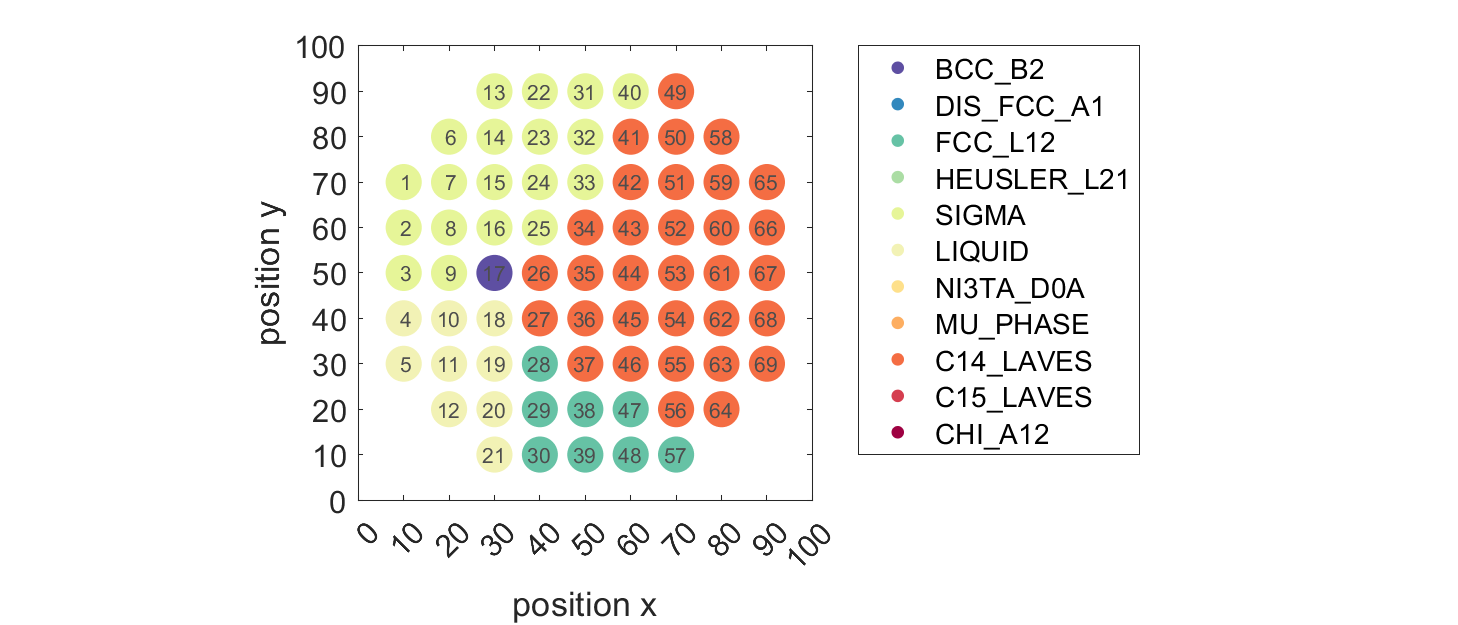 100
90 13 22 31 40 49
80 6 14 23 32 41 50 58
70 1 7 15 24 33 42 51 59 65
60 2 8 16 25 34 43 52 60 66
50 3 9 17 26 35 44 53 61 67
40 4 10 18 27 36 45 54 62 68
30 5 11 19 28 37 46 55 63 69
20 12 20 29 38 47 56 64
10 21 30 39 48 57
0
position y
0 10 20 30 40 50 60 70 80 90 100
position x
BCC_B2
DIS_FCC_A1
FCC_L12
HEUSLER_L21
SIGMA
LIQUID
NI3TA_D0A
MU_PHASE
C14_LAVES
C15_LAVES
CHI_A12